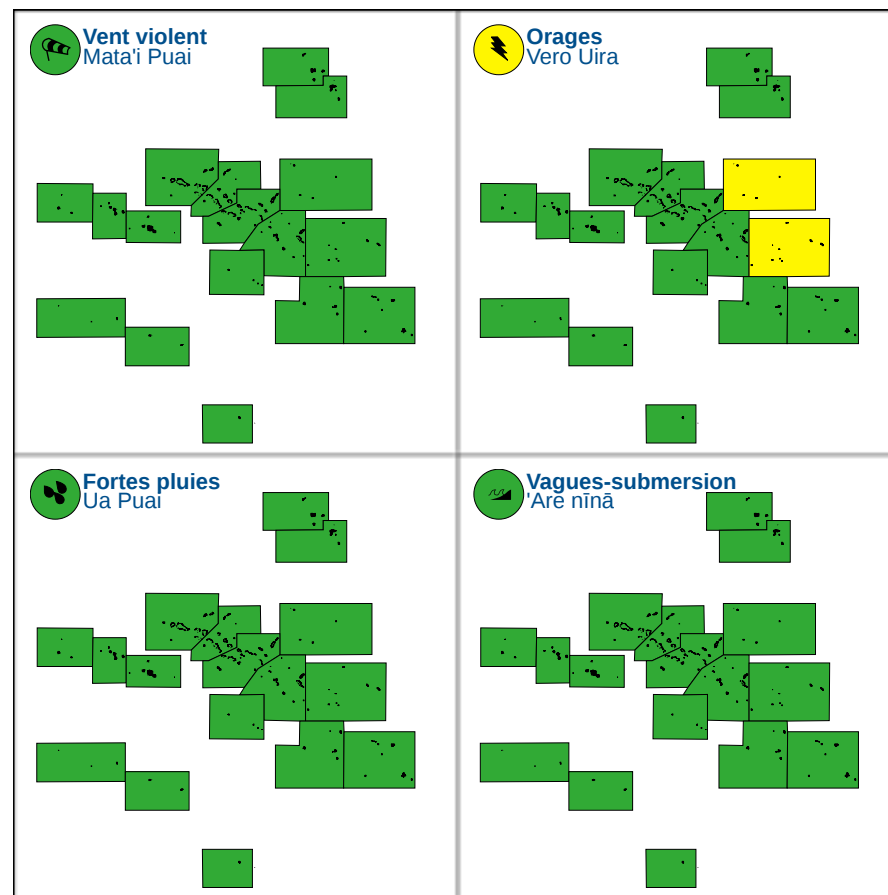 Vent violent
Mata'i Puai
Orages
Vero Uira
Fortes pluies
Ua Puai
Vagues-submersion
'Are nīnā